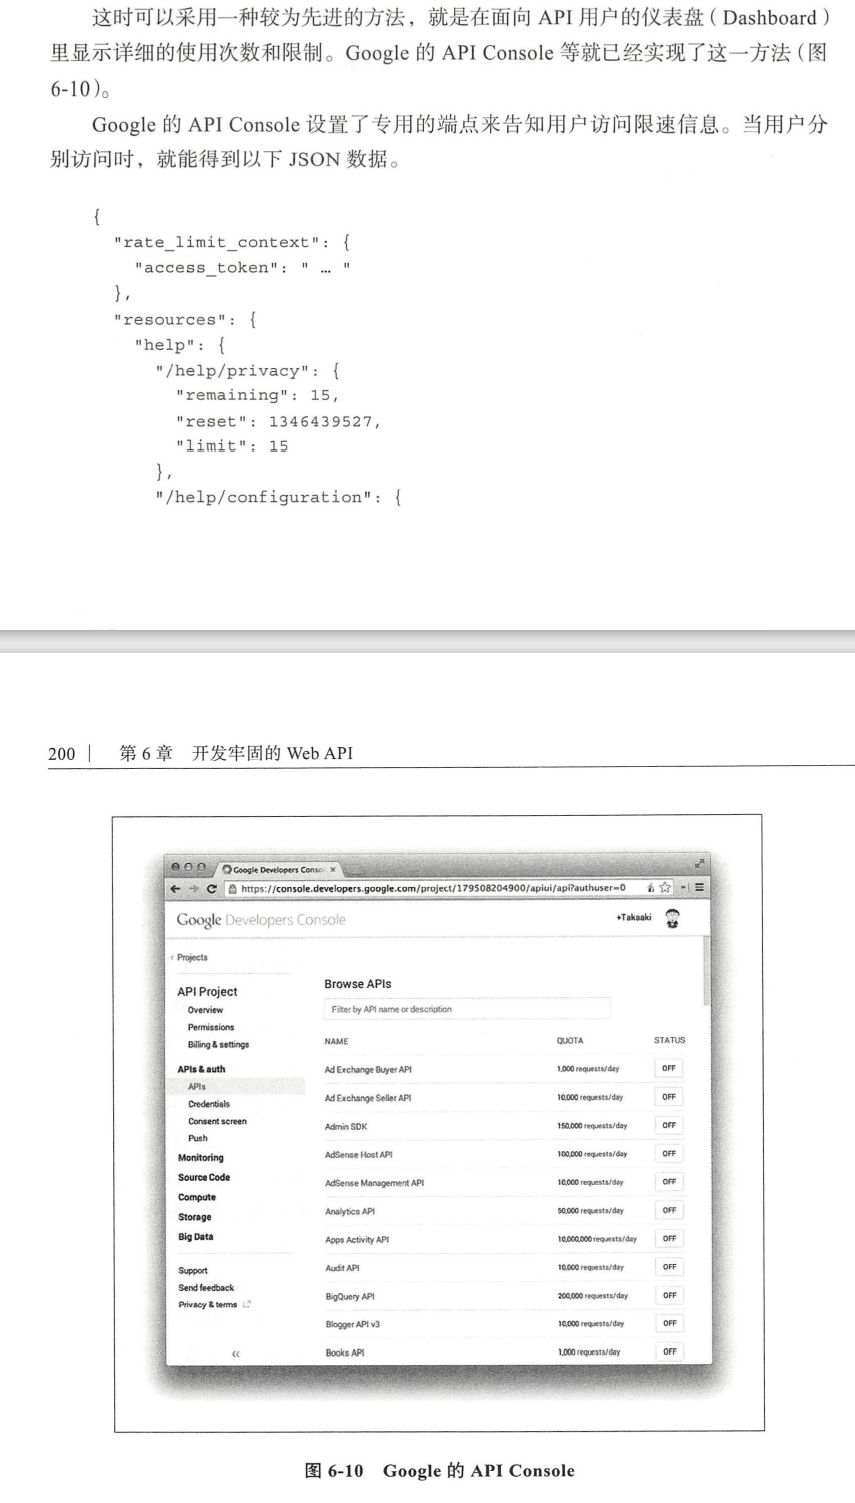 这时可以采用一种较为先进的方法，就是在面向 API 用户的仪表盘（Dashboard）
里显示详细的使用次数和限制。Google 的 API Console 等就已经实现了这一方法（图
6-10）。
Google 的 API Console 设置了专用的端点来告知用户访问限速信息。当用户分
别访问时，就能得到以下 JSON 数据。
{
"rate_limit_context": {
"access_token": " … "
},
"resources": {
"help": {
"/help/privacy": {
"remaining": 15,
"reset": 1346439527,
"limit": 15
},
"/help/configuration": {
200 | 第 6 章 开发牢固的 Web API
Google Developers Conso x
https://console.developers.google.com/project/179508204900/apiui/api?authuser=0
Google Developers Console +Takaaki
‹ Projects
API Project
Overview
Permissions
Billing & settings
APIs & auth
APIs
Credentials
Consent screen
Push
Monitoring
Source Code
Compute
Storage
Big Data
Support
Send feedback
Privacy & terms
«
Browse APIs
Filter by API name or description
NAME QUOTA STATUS
Ad Exchange Buyer API 1,000 requests/day OFF
Ad Exchange Seller API 10,000 requests/day OFF
Admin SDK 150,000 requests/day OFF
AdSense Host API 100,000 requests/day OFF
AdSense Management API 10,000 requests/day OFF
Analytics API 50,000 requests/day OFF
Apps Activity API 10,000,000 requests/day OFF
Audit API 10,000 requests/day OFF
BigQuery API 200,000 requests/day OFF
Blogger API v3 10,000 requests/day OFF
Books API 1,000 requests/day OFF
图 6-10 Google 的 API Console